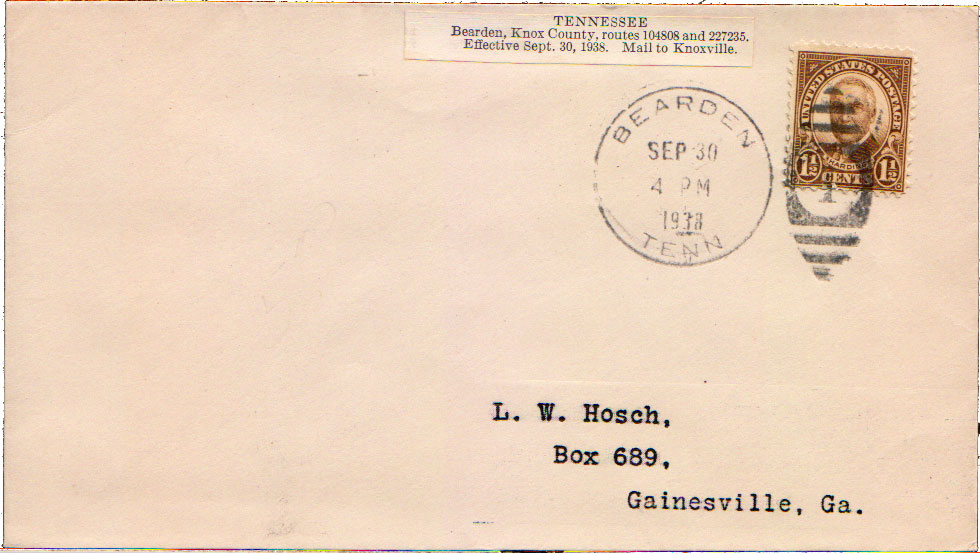 TENNESSEE
Bearden, Knox County, routes 104808 and 227235.
Effective Sept. 30, 1938. Mail to Knoxville.
BEARDEN
SEP 30
4 PM
1938
TENN
UNITED STATES POSTAGE
HARDING
1½ CENTS 1½
1
L. W. Hosch,
Box 689,
Gainesville, Ga.